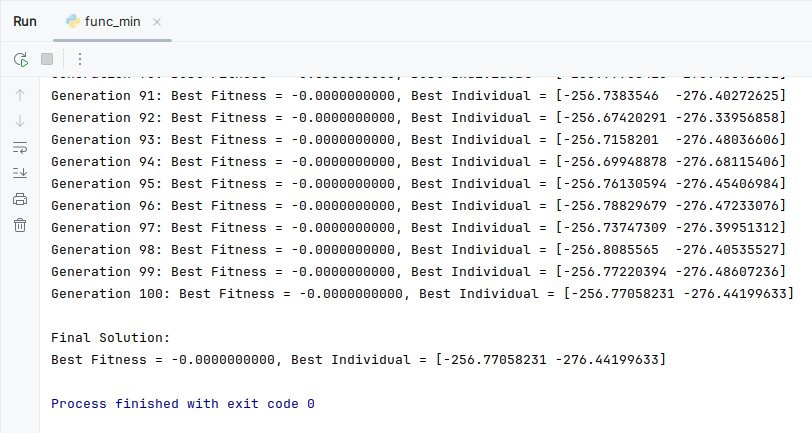 Run func_min
Generation 91: Best Fitness = -0.0000000000, Best Individual = [-256.7383546  -276.40272625]
Generation 92: Best Fitness = -0.0000000000, Best Individual = [-256.67420291 -276.33956858]
Generation 93: Best Fitness = -0.0000000000, Best Individual = [-256.7158201  -276.48036606]
Generation 94: Best Fitness = -0.0000000000, Best Individual = [-256.69948878 -276.68115406]
Generation 95: Best Fitness = -0.0000000000, Best Individual = [-256.76130594 -276.45406984]
Generation 96: Best Fitness = -0.0000000000, Best Individual = [-256.78829679 -276.47233076]
Generation 97: Best Fitness = -0.0000000000, Best Individual = [-256.73747309 -276.39951312]
Generation 98: Best Fitness = -0.0000000000, Best Individual = [-256.8085565  -276.40535527]
Generation 99: Best Fitness = -0.0000000000, Best Individual = [-256.77220394 -276.48607236]
Generation 100: Best Fitness = -0.0000000000, Best Individual = [-256.77058231 -276.44199633]
Final Solution:
Best Fitness = -0.0000000000, Best Individual = [-256.77058231 -276.44199633]
Process finished with exit code 0